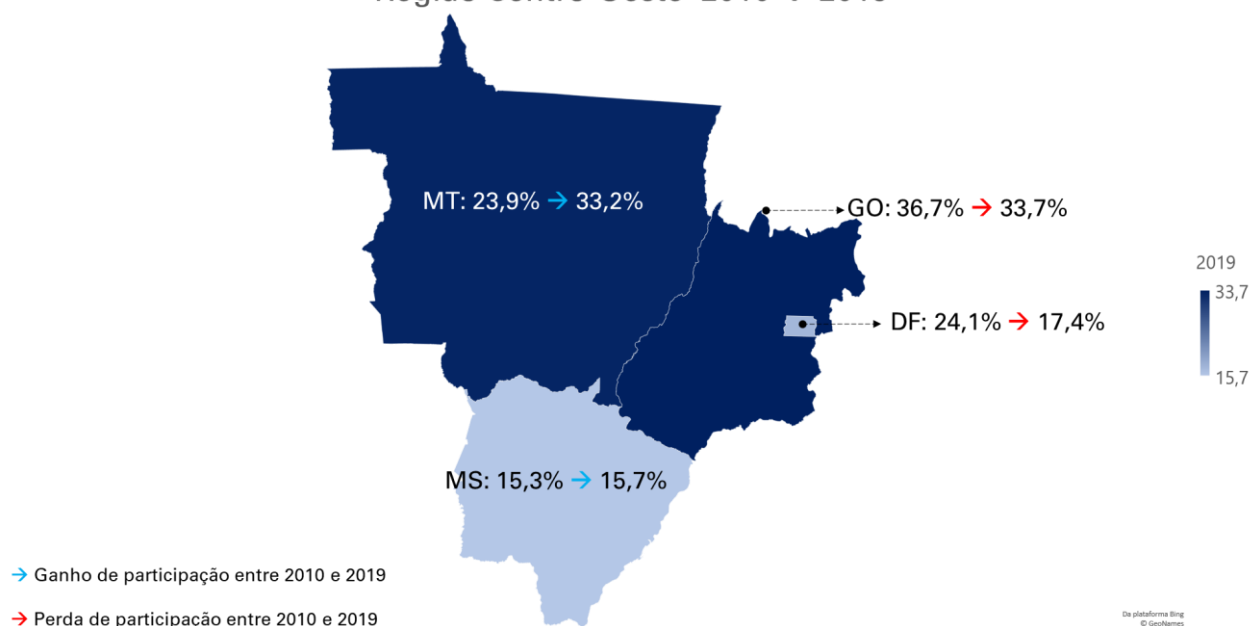 MT: 23,9% → 33,2%
GO: 36,7% → 33,7%
2019
33,7
DF: 24,1% → 17,4%
15,7
MS: 15,3% → 15,7%
→ Ganho de participação entre 2010 e 2019
→ Perda de participação entre 2010 e 2019
Da plataforma Bing
© GeoNames